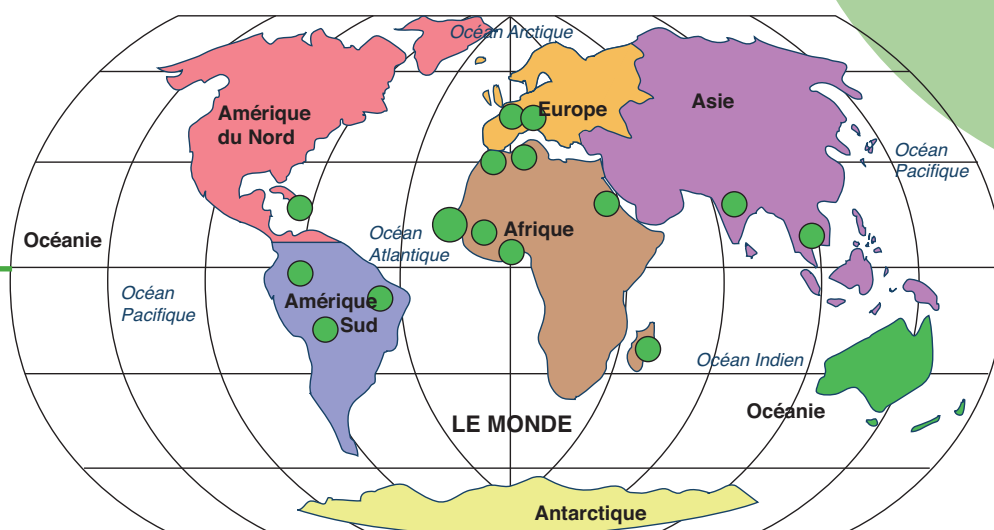 Océan Arctique
Amérique
du Nord
Europe
Asie
Océan
Pacifique
Océanie
Océan
Atlantique
Afrique
Océan
Pacifique
Amérique
Sud
Océan Indien
Océanie
LE MONDE
Antarctique